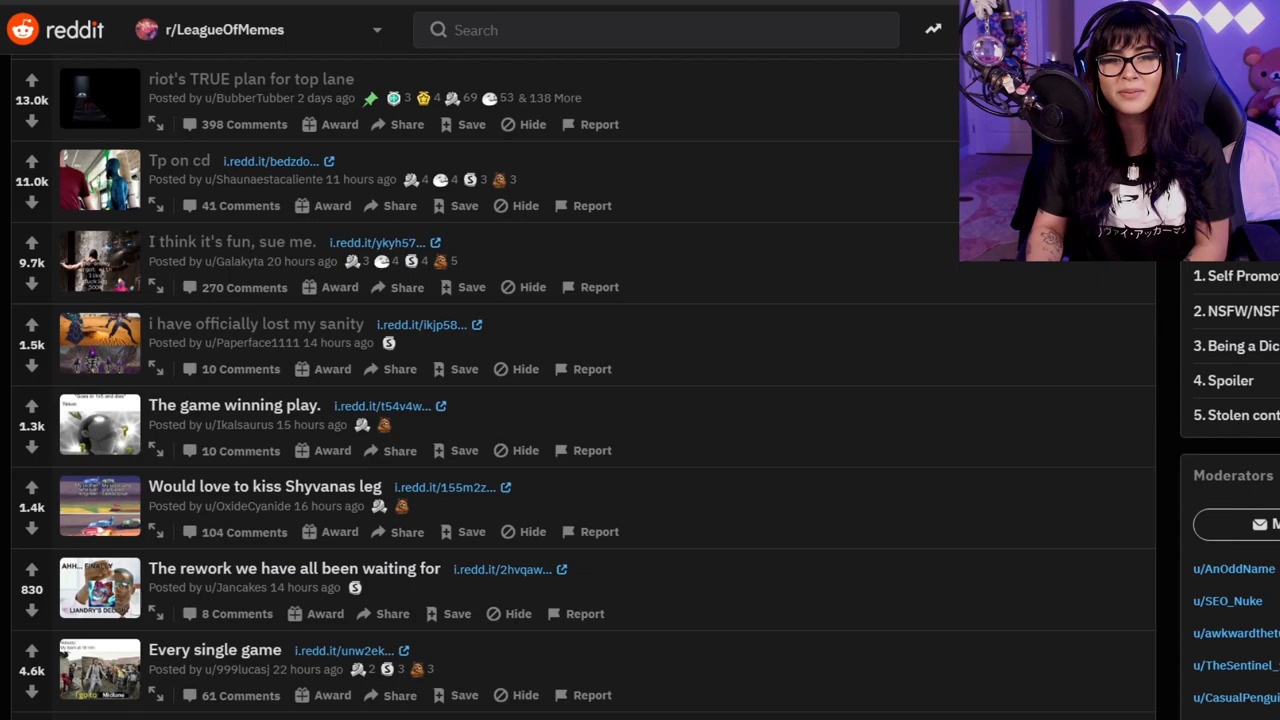 reddit r/LeagueOfMemes Search
riot's TRUE plan for top lane
13.0k
Posted by u/BubberTubber 2 days ago 3 4 69 53 & 138 More
398 Comments Award Share Save Hide Report
Tp on cd i.redd.it/bedzdo...
11.0k
Posted by u/Shaunaestacaliente 11 hours ago 4 4 3 3
41 Comments Award Share Save Hide Report
I think it's fun, sue me. i.redd.it/ykyh57...
9.7k
Posted by u/Galakyta 20 hours ago 3 4 4 5
270 Comments Award Share Save Hide Report
i have officially lost my sanity i.redd.it/ikjp58...
1.5k
Posted by u/Paperface1111 14 hours ago
10 Comments Award Share Save Hide Report
The game winning play. i.redd.it/t54v4w...
1.3k
Posted by u/Ikalsaurus 15 hours ago
10 Comments Award Share Save Hide Report
Would love to kiss Shyvanas leg i.redd.it/155m2z...
1.4k
Posted by u/OxideCyanide 16 hours ago
104 Comments Award Share Save Hide Report
AHH... FINALLY
LIANDRY'S DELIGHT
The rework we have all been waiting for i.redd.it/2hvqaw...
830
Posted by u/Jancakes 14 hours ago
8 Comments Award Share Save Hide Report
I go to Midlane
Every single game i.redd.it/unw2ek...
4.6k
Posted by u/999lucasj 22 hours ago 2 3 3
61 Comments Award Share Save Hide Report
1. Self Promo
2. NSFW/NSF
3. Being a Dic
4. Spoiler
5. Stolen cont
Moderators
M
u/AnOddName
u/SEO_Nuke
u/awkwardthetu
u/TheSentinel_
u/CasualPengui